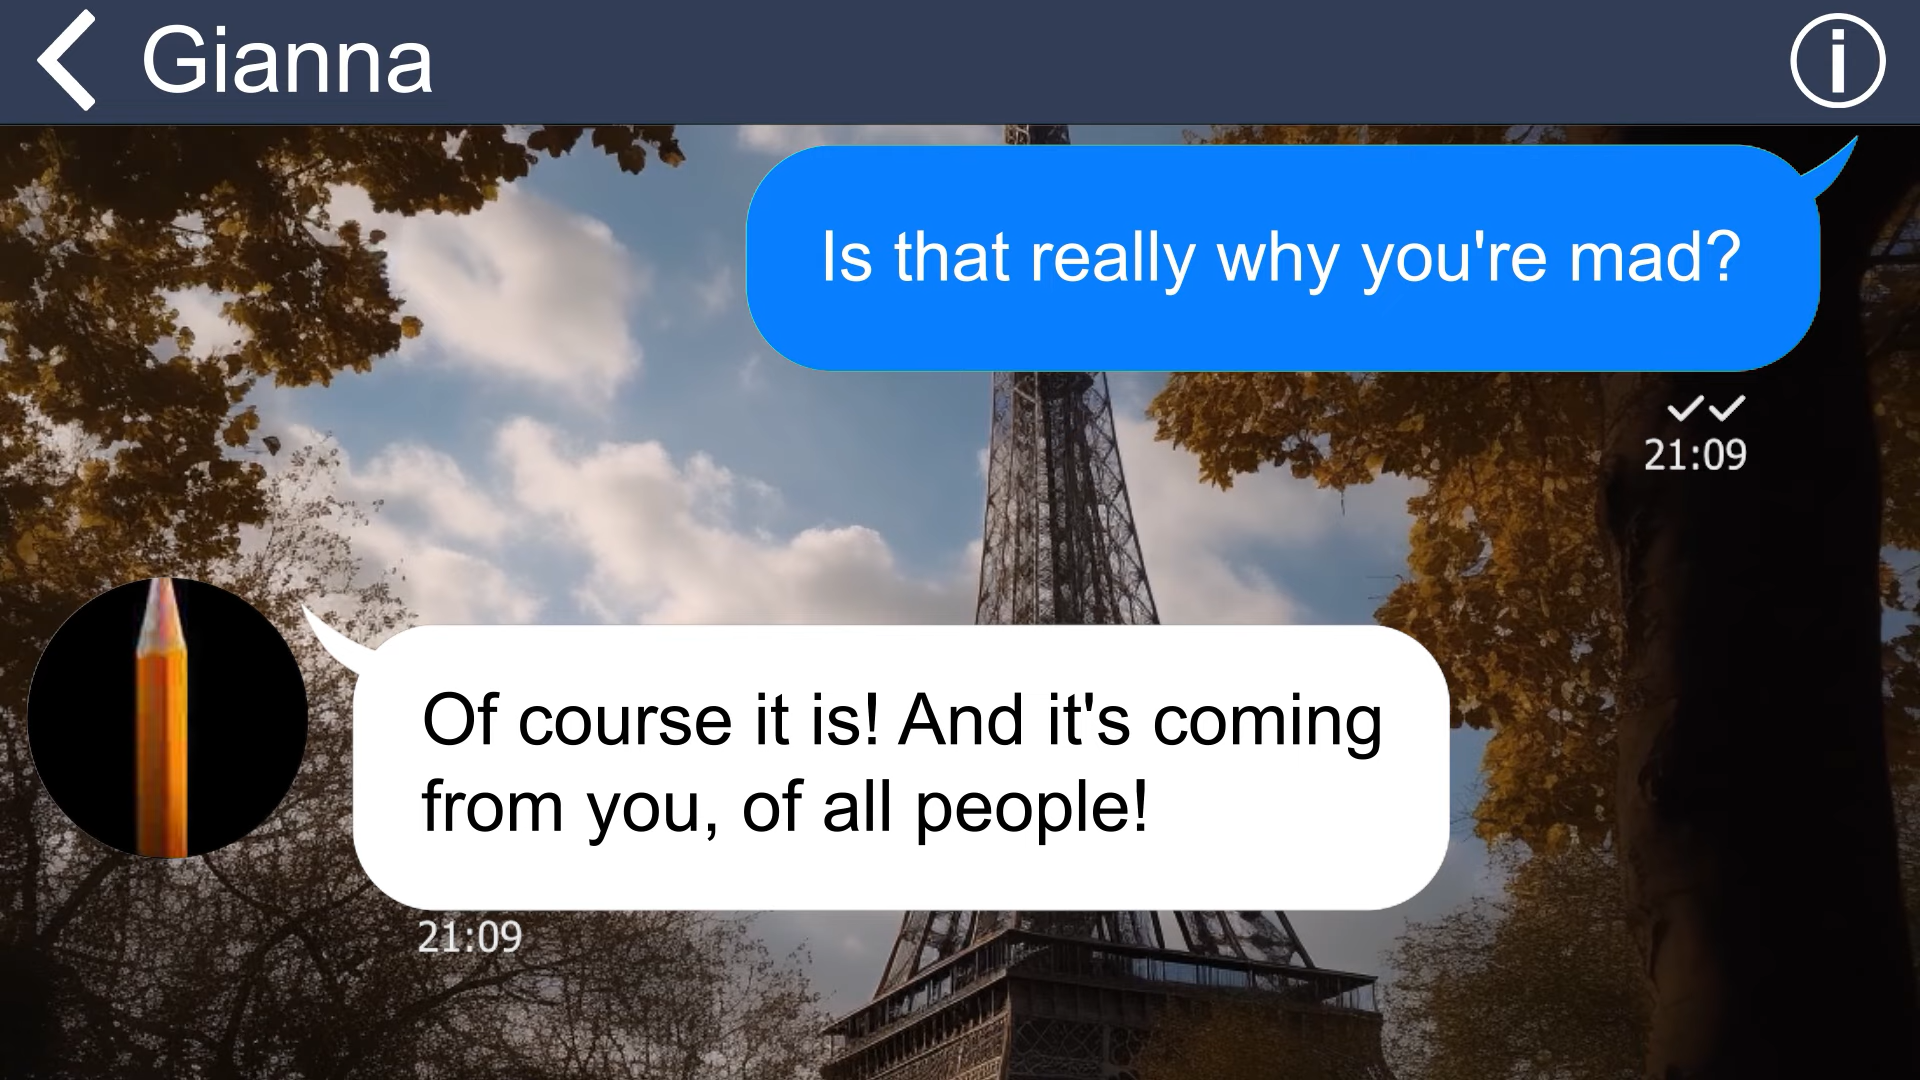 Gianna
Is that really why you're mad?
21:09
Of course it is! And it's coming
from you, of all people!
21:09